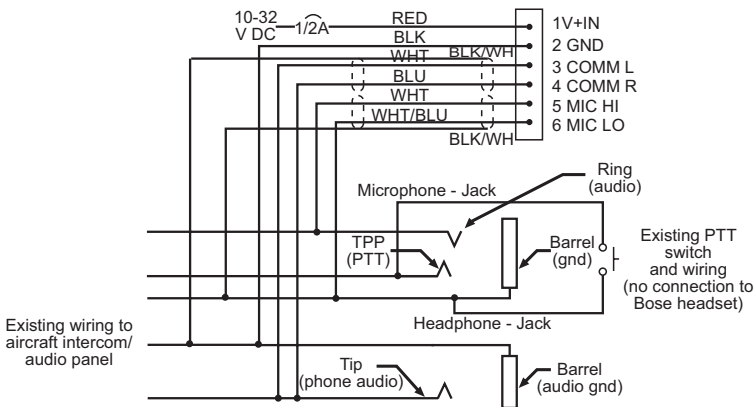 10-32
V DC
1/2A
RED
BLK
BLK/WH
WHT
BLU
WHT
WHT/BLU
BLK/WH
1V+IN
2 GND
3 COMM L
4 COMM R
5 MIC HI
6 MIC LO
Microphone - Jack
Ring
(audio)
TPP
(PTT)
Barrel
(gnd)
Existing PTT
switch
and wiring
(no connection to
Bose headset)
Headphone - Jack
Existing wiring to
aircraft intercom/
audio panel
Tip
(phone audio)
Barrel
(audio gnd)